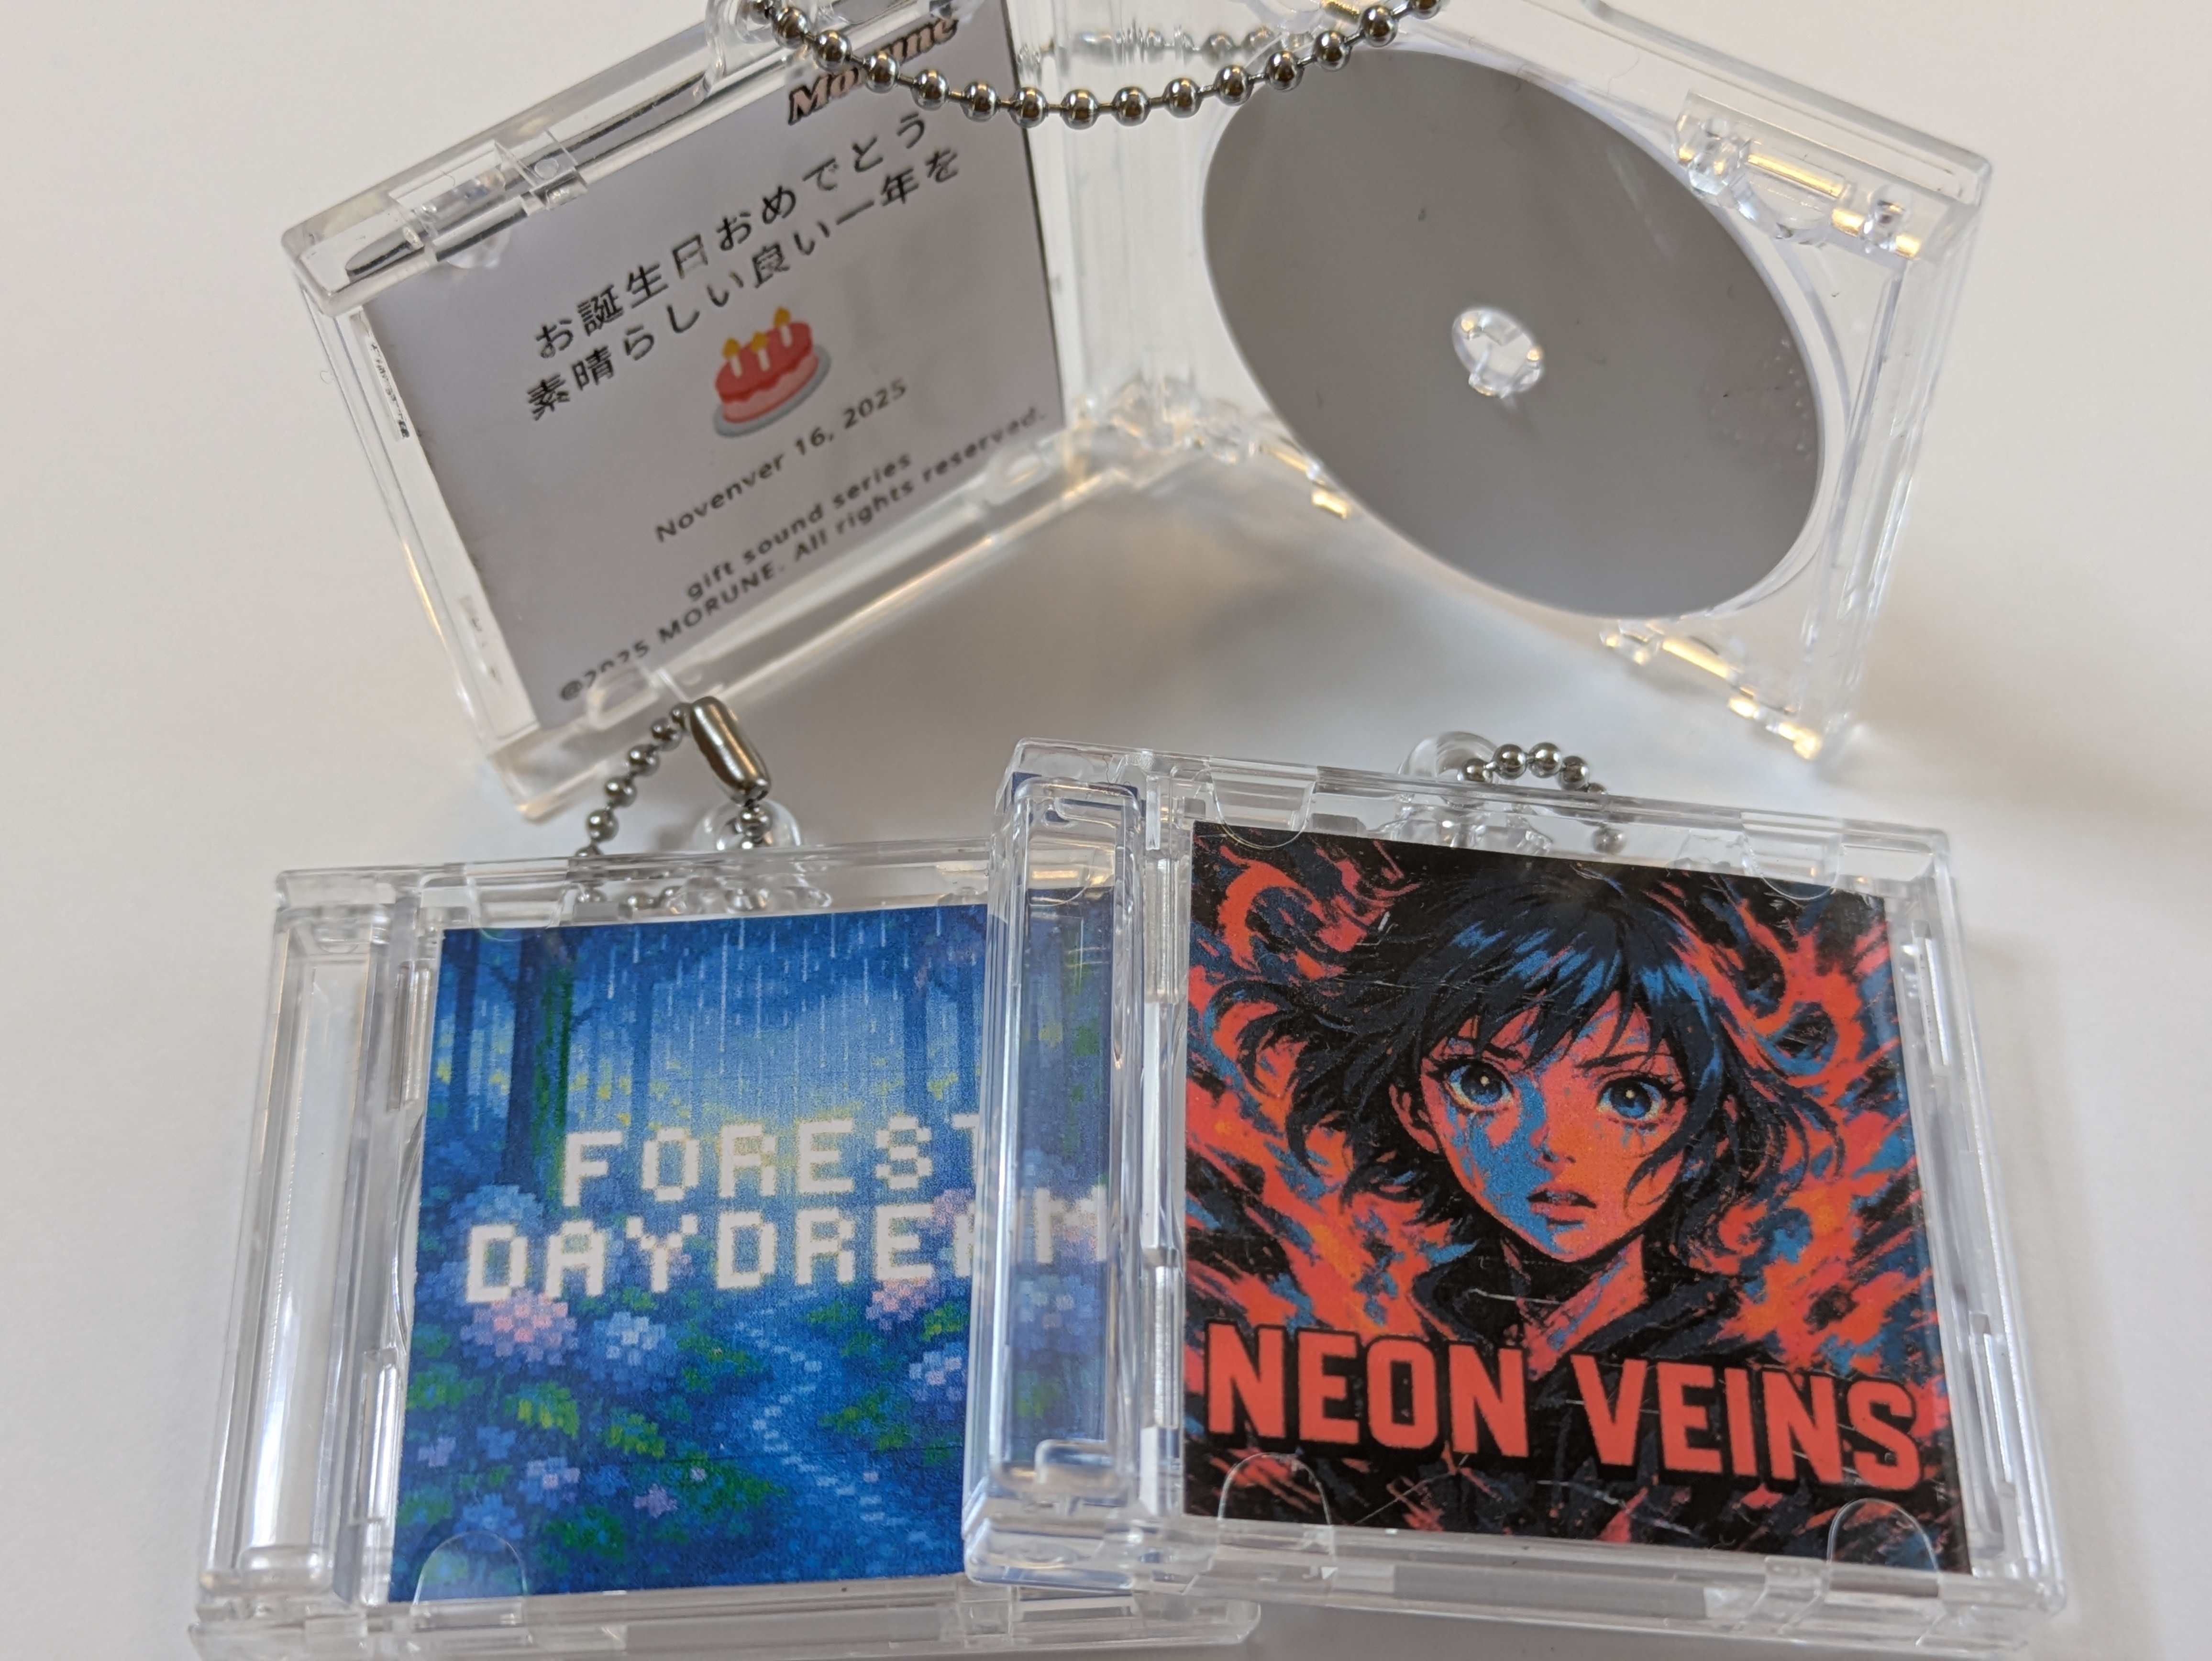 Morune
お誕生日おめでとう
素晴らしい良い一年を
Novenver 16, 2025
gift sound series
@2025 MORUNE. All rights reserved.
FOREST
DAYDREAM
NEON VEINS